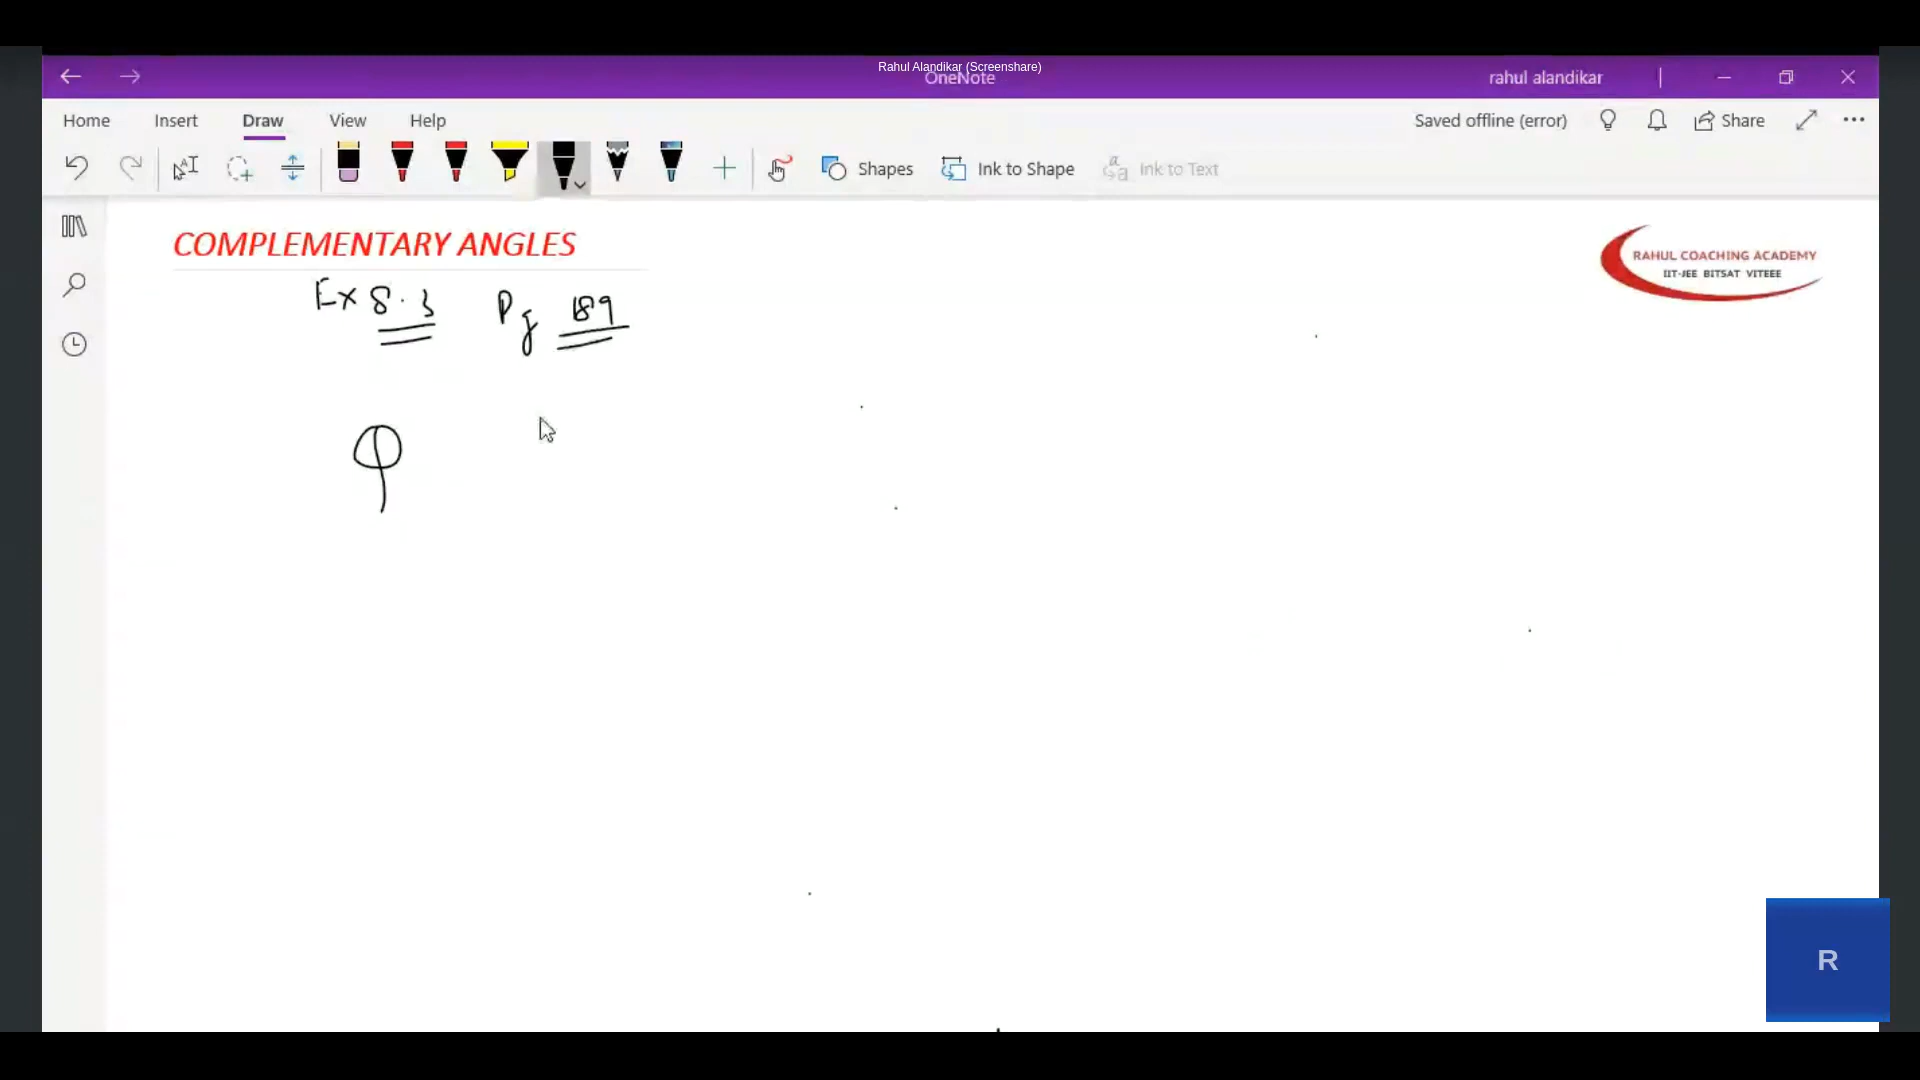 Rahul Alandikar (Screenshare)
OneNote
rahul alandikar
Home Insert Draw View Help
Saved offline (error) Share
Shapes Ink to Shape Ink to Text
COMPLEMENTARY ANGLES
Ex 8.3 Pg 189
RAHUL COACHING ACADEMY
IIT-JEE BITSAT VITEEE
φ
R